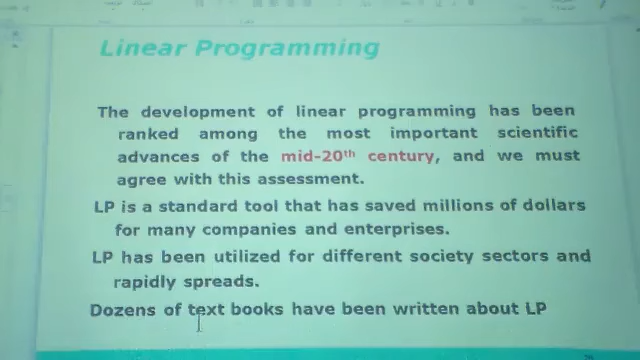 Linear Programming
The development of linear programming has been
ranked among the most important scientific
advances of the mid-20th century, and we must
agree with this assessment.
LP is a standard tool that has saved millions of dollars
for many companies and enterprises.
LP has been utilized for different society sectors and
rapidly spreads.
Dozens of text books have been written about LP